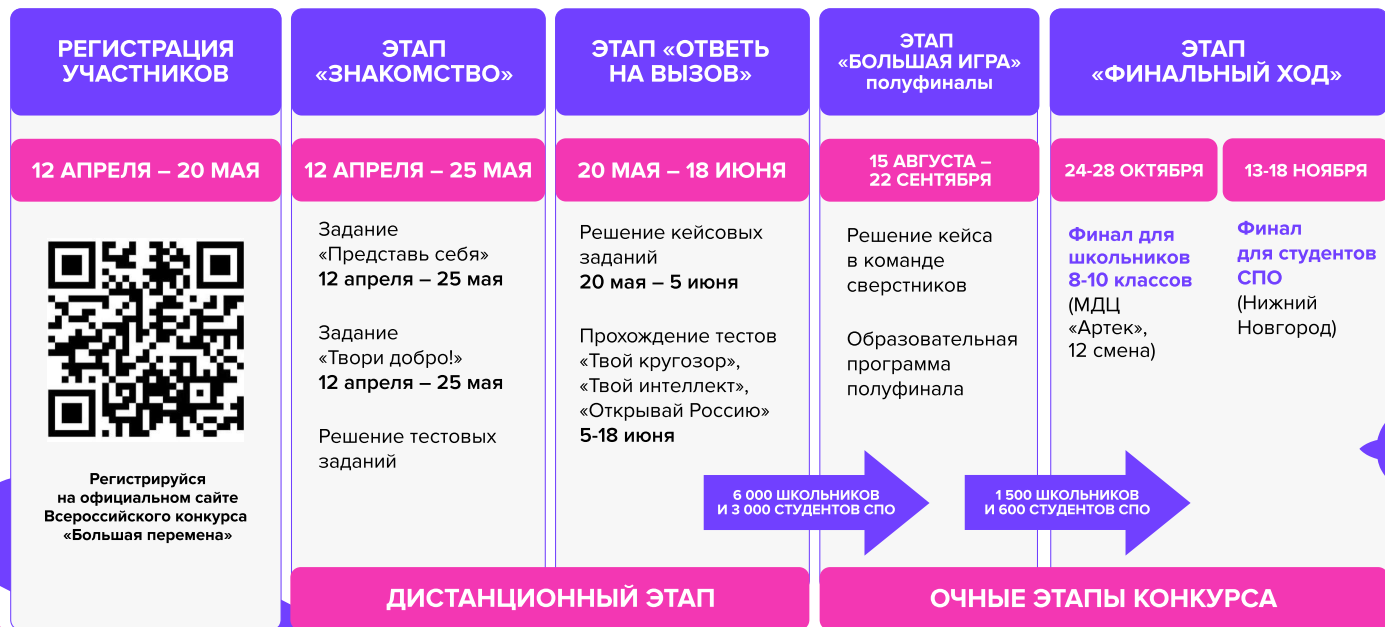 РЕГИСТРАЦИЯ
УЧАСТНИКОВ
12 АПРЕЛЯ – 20 МАЯ
Регистрируйся
на официальном сайте
Всероссийского конкурса
«Большая перемена»
ЭТАП
«ЗНАКОМСТВО»
12 АПРЕЛЯ – 25 МАЯ
Задание
«Представь себя»
12 апреля – 25 мая
Задание
«Твори добро!»
12 апреля – 25 мая
Решение тестовых
заданий
ЭТАП «ОТВЕТЬ
НА ВЫЗОВ»
20 МАЯ – 18 ИЮНЯ
Решение кейсовых
заданий
20 мая – 5 июня
Прохождение тестов
«Твой кругозор»,
«Твой интеллект»,
«Открывай Россию»
5-18 июня
6 000 ШКОЛЬНИКОВ
И 3 000 СТУДЕНТОВ СПО
ЭТАП
«БОЛЬШАЯ ИГРА»
полуфиналы
15 АВГУСТА –
22 СЕНТЯБРЯ
Решение кейса
в команде
сверстников
Образовательная
программа
полуфинала
1 500 ШКОЛЬНИКОВ
И 600 СТУДЕНТОВ СПО
ЭТАП
«ФИНАЛЬНЫЙ ХОД»
24-28 ОКТЯБРЯ
Финал для
школьников
8-10 классов
(МДЦ
«Артек»,
12 смена)
13-18 НОЯБРЯ
Финал
для студентов
СПО
(Нижний
Новгород)
ДИСТАНЦИОННЫЙ ЭТАП
ОЧНЫЕ ЭТАПЫ КОНКУРСА